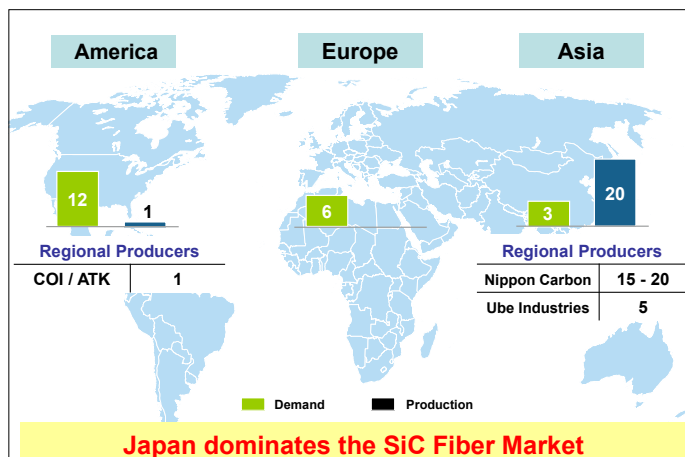 America
Europe
Asia
12
1
6
3
20
Regional Producers
COI / ATK 1
Regional Producers
Nippon Carbon 15 - 20
Ube Industries 5
Demand
Production
Japan dominates the SiC Fiber Market